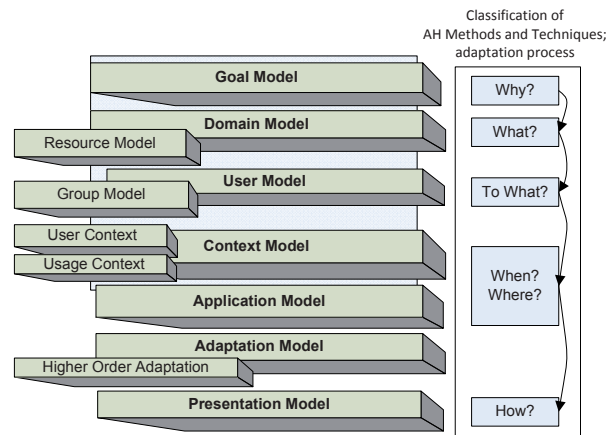 Classification of
AH Methods and Techniques;
adaptation process
Goal Model
Why?
Domain Model
What?
Resource Model
User Model
To What?
Group Model
User Context
Context Model
Usage Context
When?
Where?
Application Model
Adaptation Model
Higher Order Adaptation
Presentation Model
How?